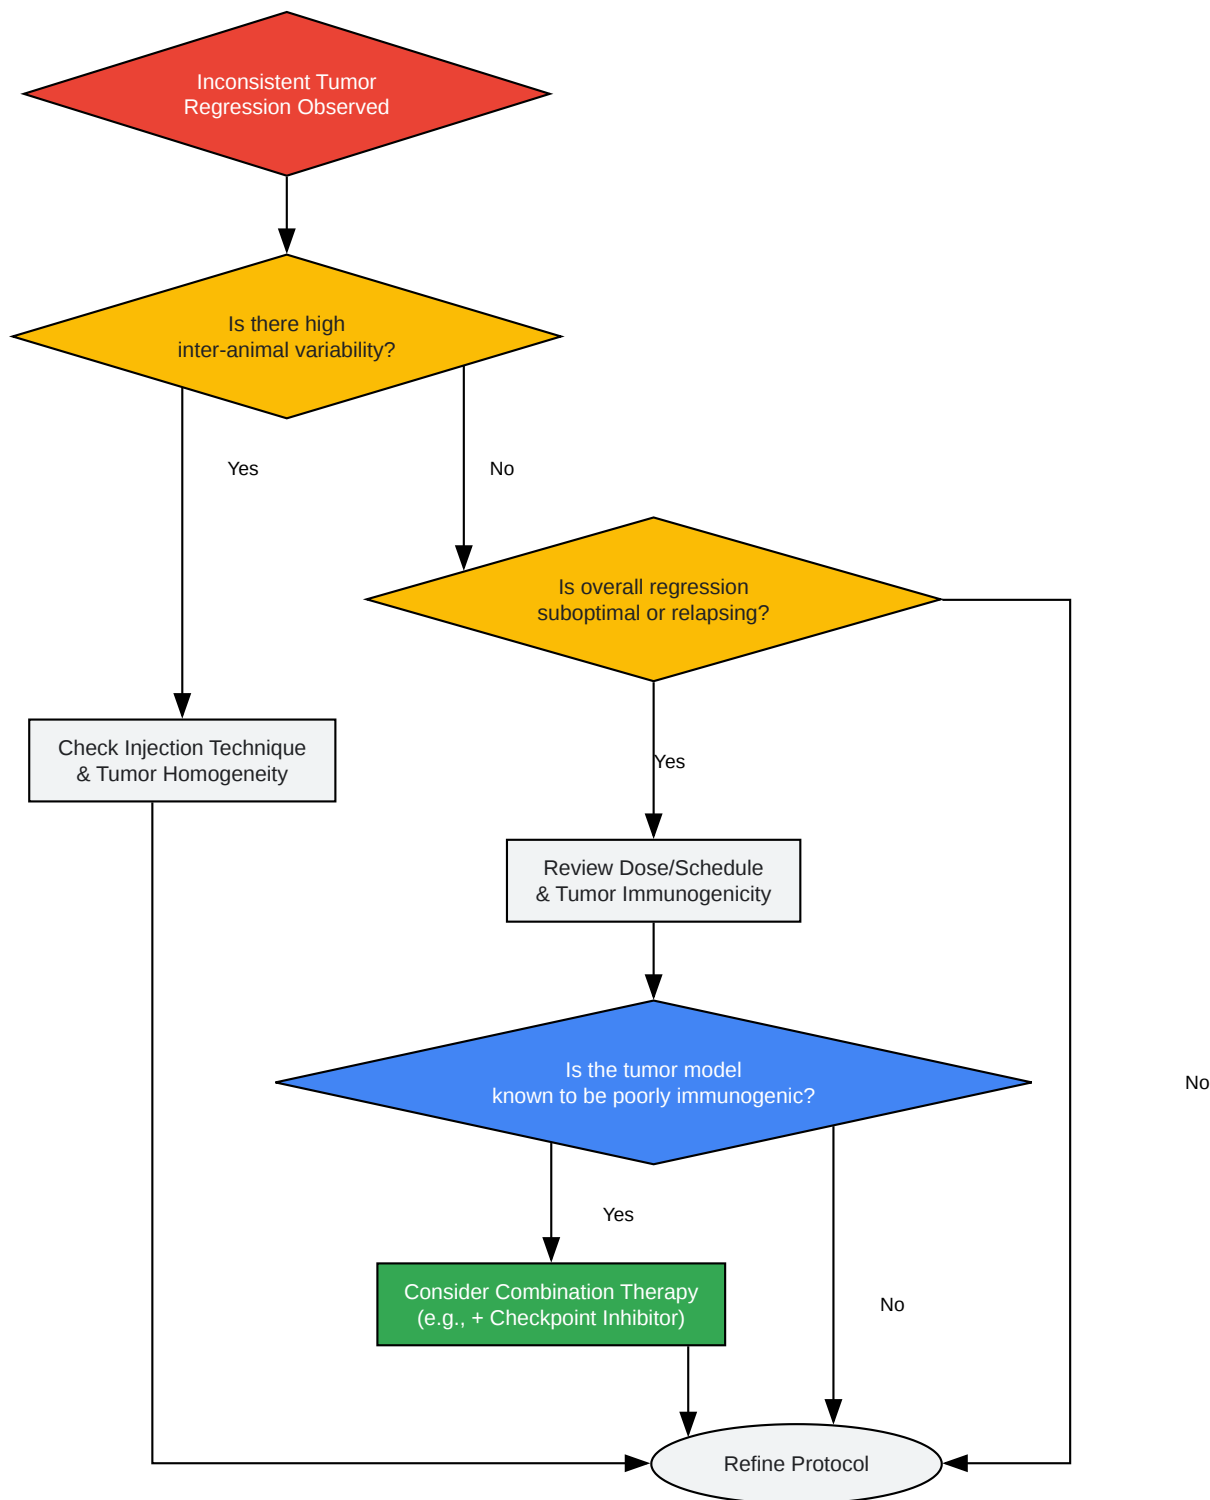 Inconsistent Tumor
Regression Observed
Is there high
inter-animal variability?
Yes
No
Is overall regression
suboptimal or relapsing?
Check Injection Technique
& Tumor Homogeneity
Yes
Review Dose/Schedule
& Tumor Immunogenicity
Is the tumor model
known to be poorly immunogenic?
No
Yes
Consider Combination Therapy
(e.g., + Checkpoint Inhibitor)
No
Refine Protocol